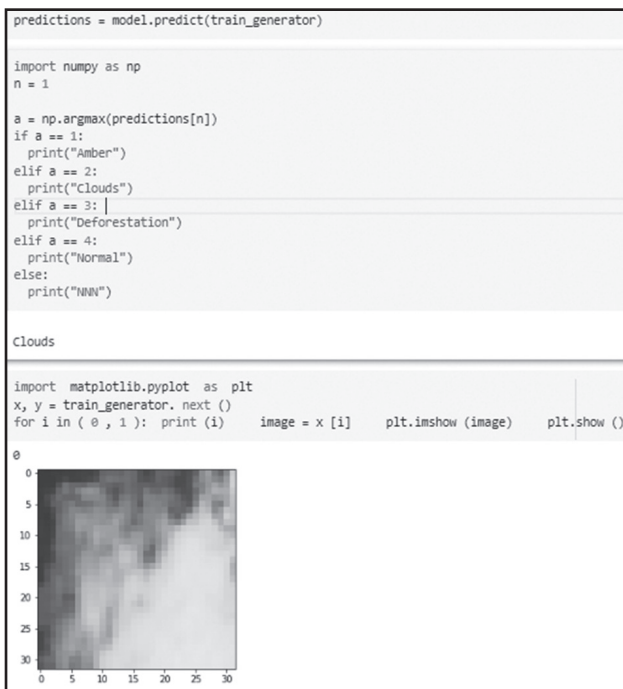 predictions = model.predict(train_generator)
import numpy as np
n = 1
a = np.argmax(predictions[n])
if a == 1:
  print("Amber")
elif a == 2:
  print("Clouds")
elif a == 3:
  print("Deforestation")
elif a == 4:
  print("Normal")
else:
  print("NNN")
Clouds
import matplotlib.pyplot as plt
x, y = train_generator. next ()
for i in ( 0 , 1 ): print (i) image = x [i] plt.imshow (image) plt.show ()
0
0
5
10
15
20
25
30
0 5 10 15 20 25 30